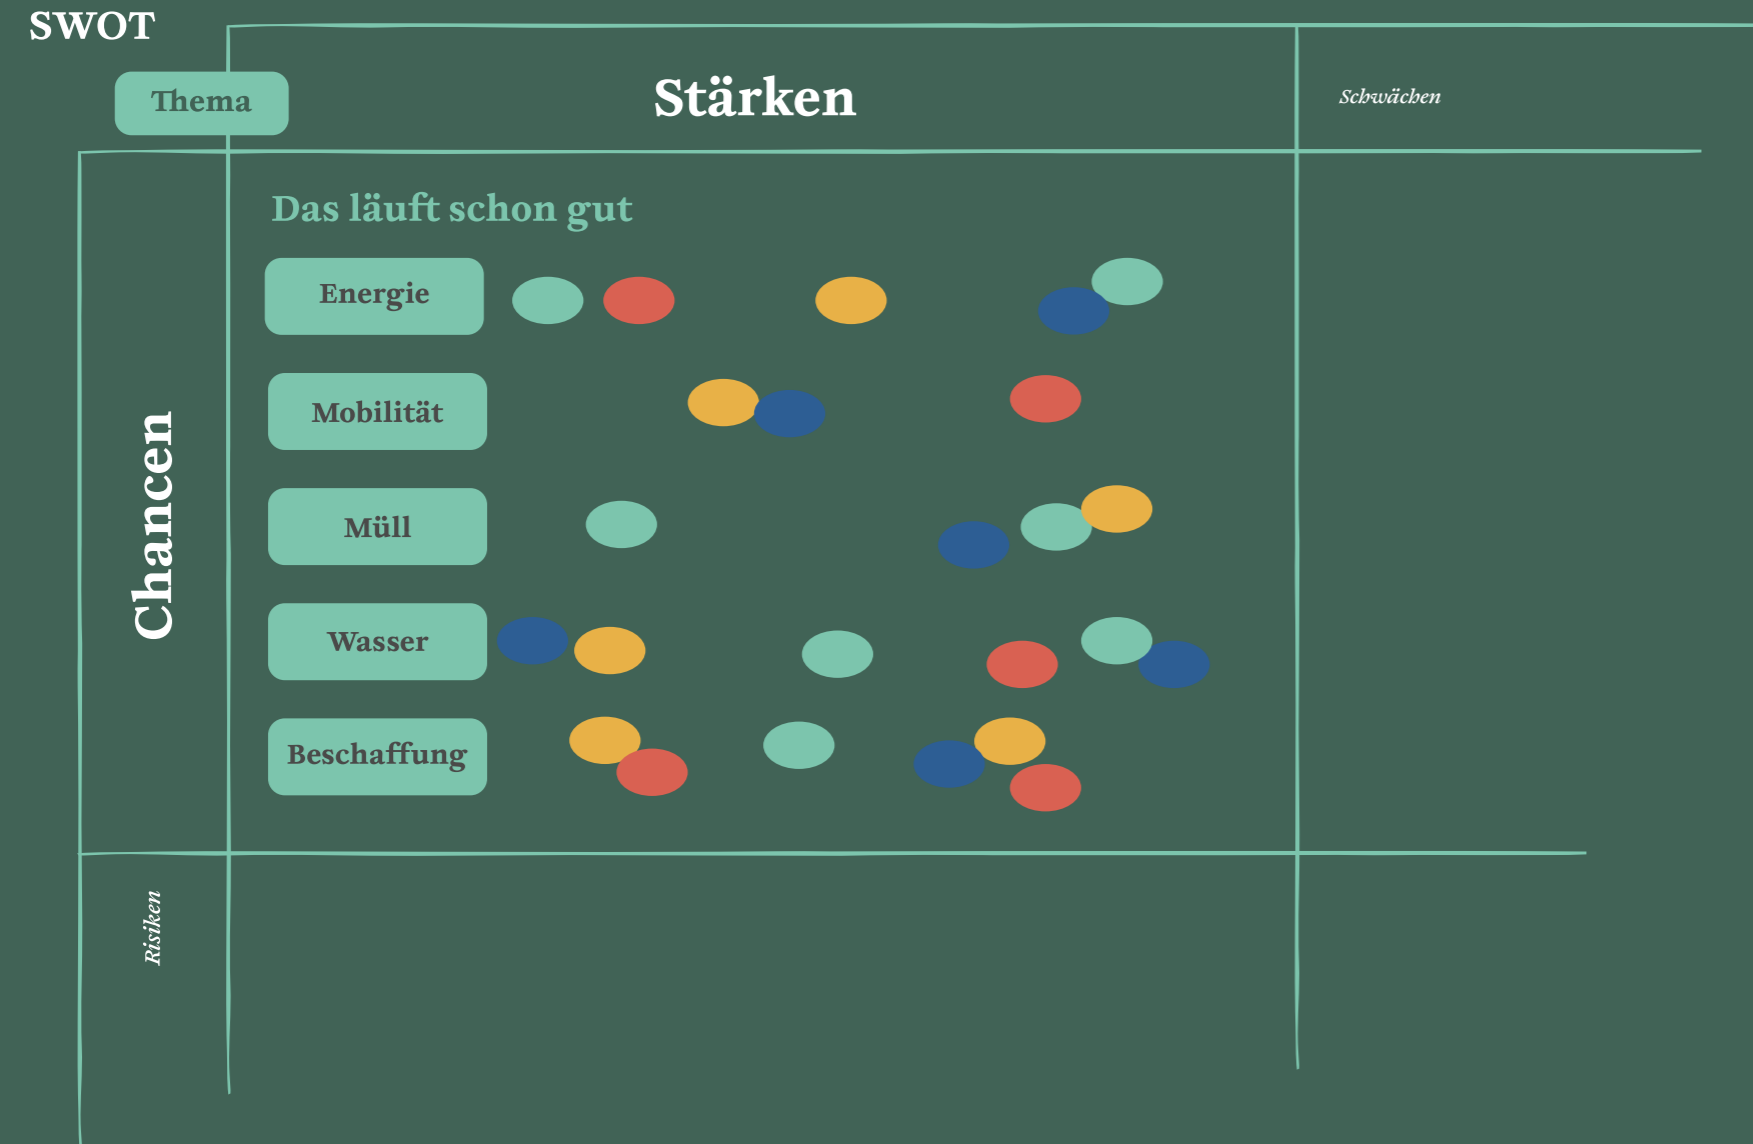 SWOT
Thema
Stärken
Schwächen
Chancen
Das läuft schon gut
Energie
Mobilität
Müll
Wasser
Beschaffung
Risiken